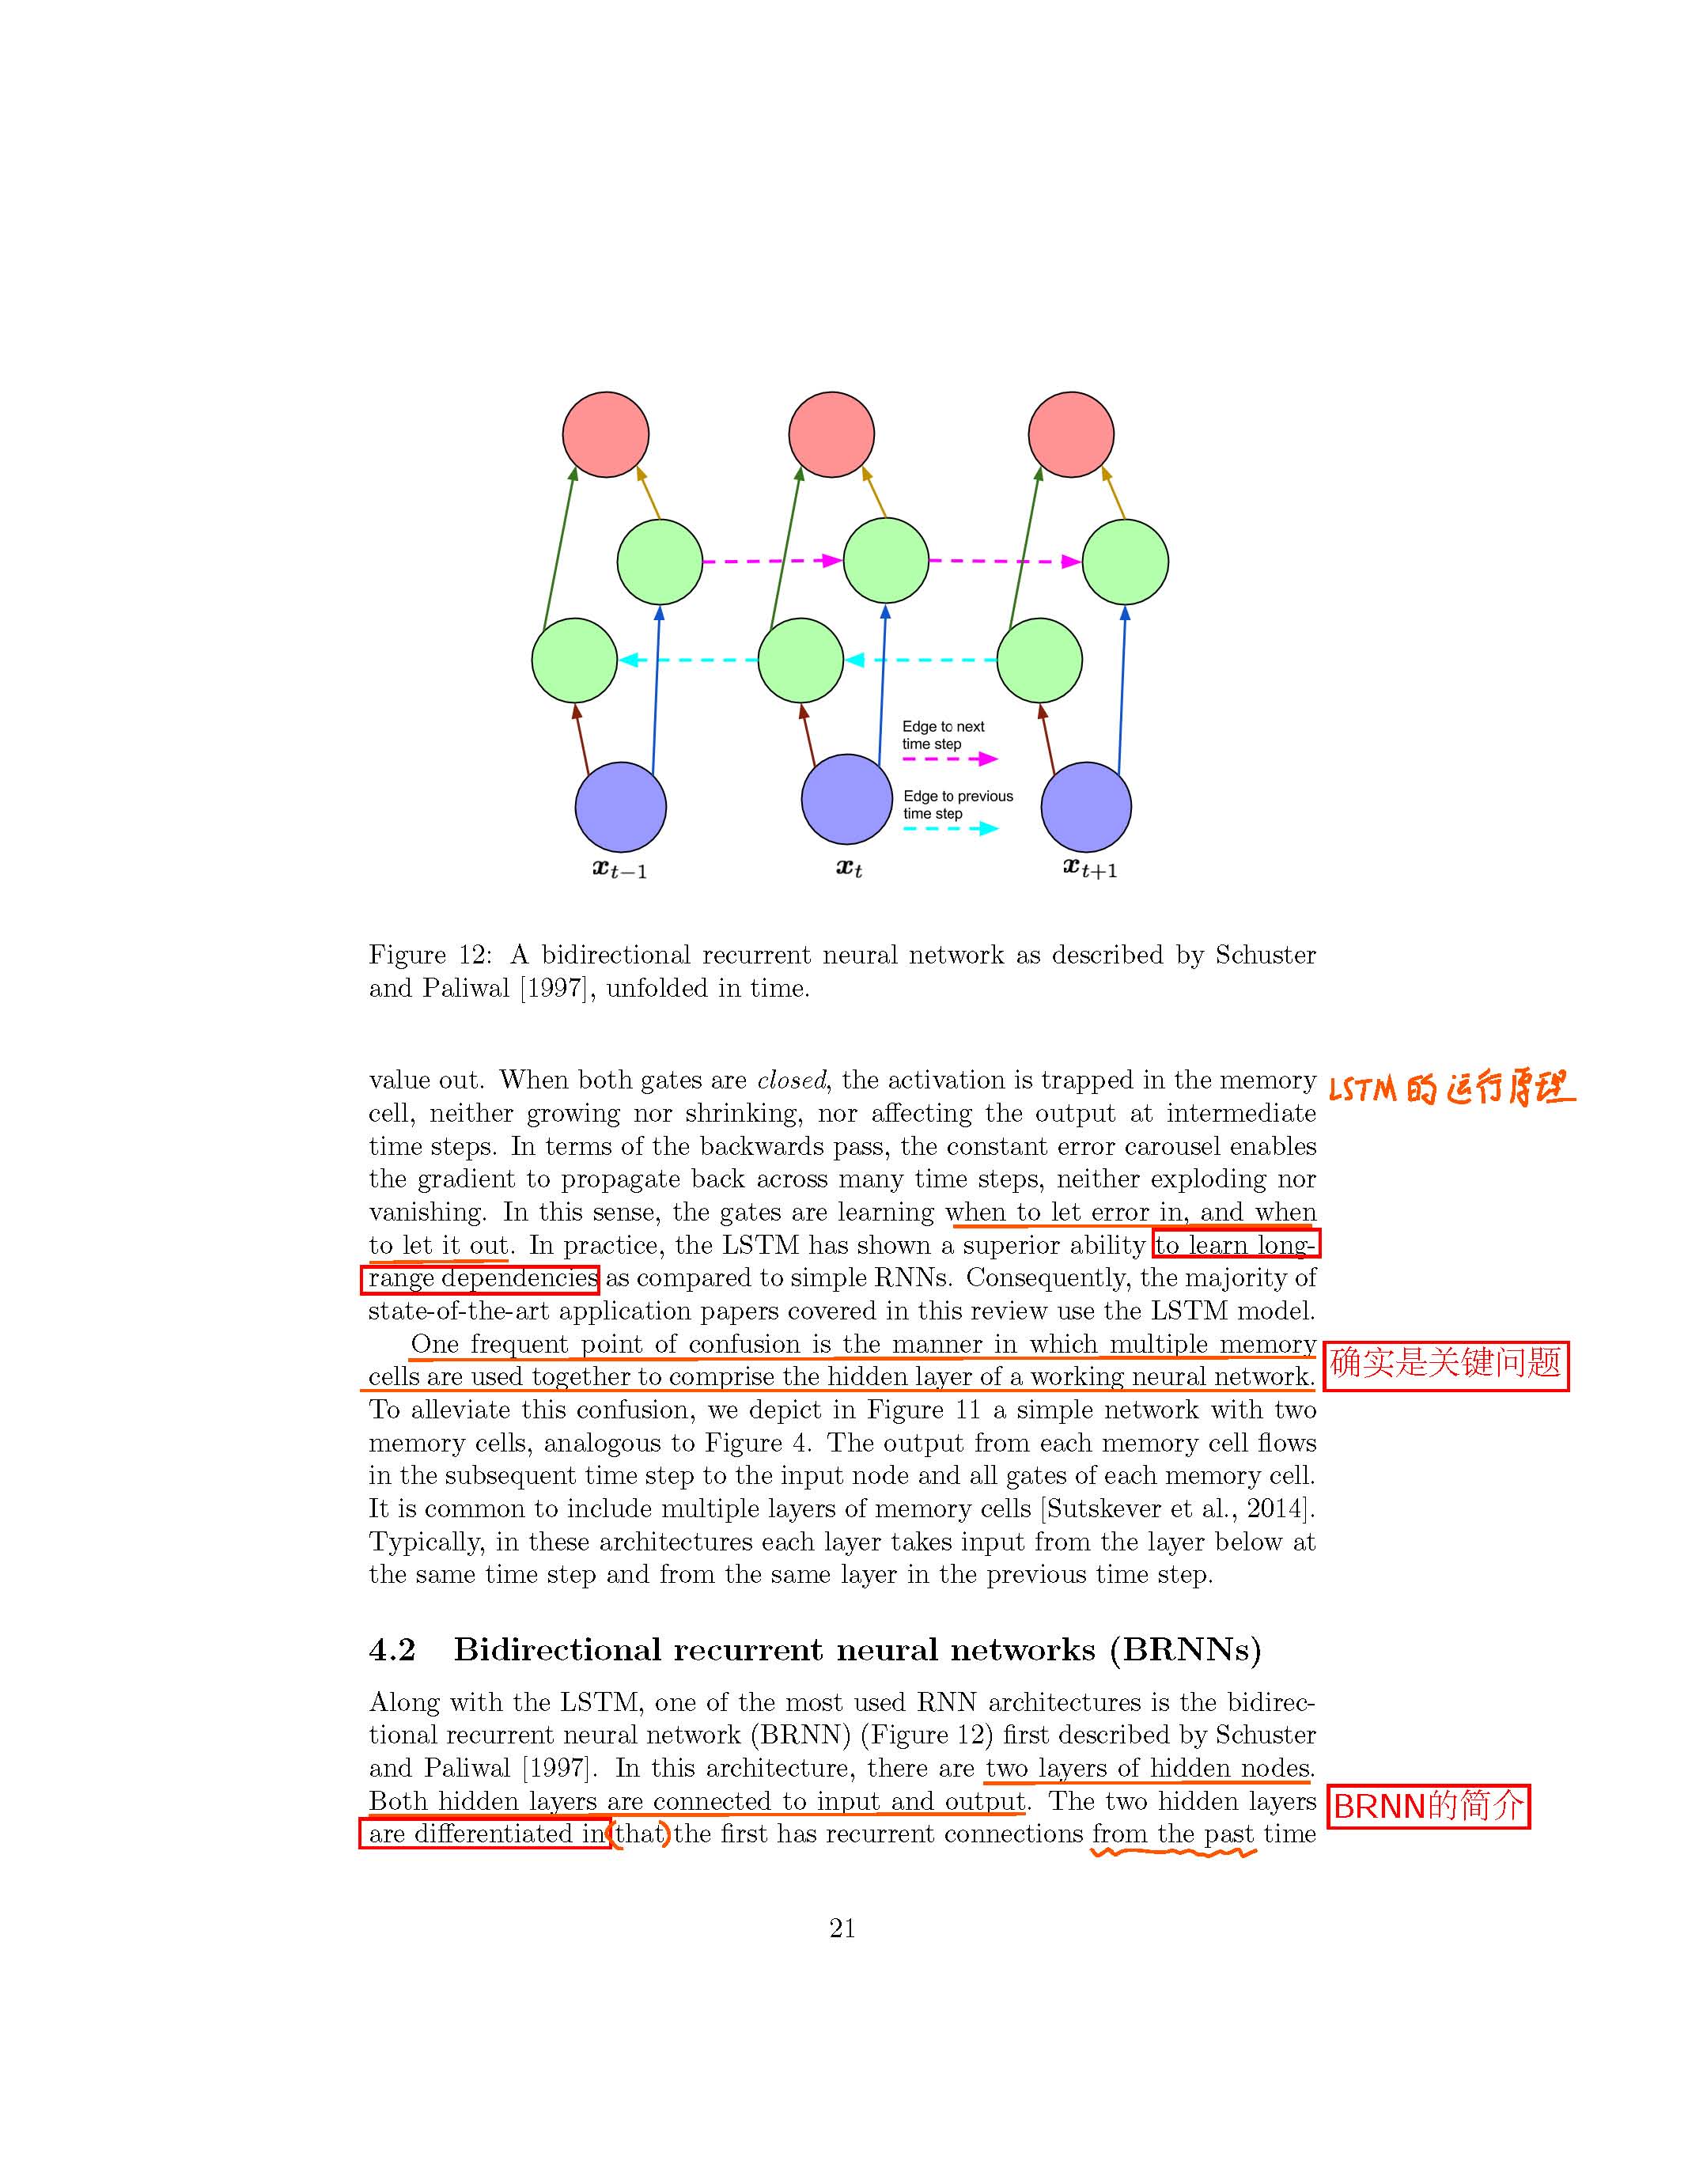 Edge to next
time step
Edge to previous
time step
x_{t−1}
x_t
x_{t+1}
Figure 12: A bidirectional recurrent neural network as described by Schuster
and Paliwal [1997], unfolded in time.
value out. When both gates are closed, the activation is trapped in the memory
LSTM的运行原理
cell, neither growing nor shrinking, nor affecting the output at intermediate
time steps. In terms of the backwards pass, the constant error carousel enables
the gradient to propagate back across many time steps, neither exploding nor
vanishing. In this sense, the gates are learning when to let error in, and when
to let it out. In practice, the LSTM has shown a superior ability to learn long-
range dependencies as compared to simple RNNs. Consequently, the majority of
state-of-the-art application papers covered in this review use the LSTM model.
One frequent point of confusion is the manner in which multiple memory
确实是关键问题
cells are used together to comprise the hidden layer of a working neural network.
To alleviate this confusion, we depict in Figure 11 a simple network with two
memory cells, analogous to Figure 4. The output from each memory cell flows
in the subsequent time step to the input node and all gates of each memory cell.
It is common to include multiple layers of memory cells [Sutskever et al., 2014].
Typically, in these architectures each layer takes input from the layer below at
the same time step and from the same layer in the previous time step.
4.2 Bidirectional recurrent neural networks (BRNNs)
Along with the LSTM, one of the most used RNN architectures is the bidirec-
tional recurrent neural network (BRNN) (Figure 12) first described by Schuster
and Paliwal [1997]. In this architecture, there are two layers of hidden nodes.
Both hidden layers are connected to input and output. The two hidden layers
BRNN的简介
are differentiated in (that) the first has recurrent connections from the past time
21